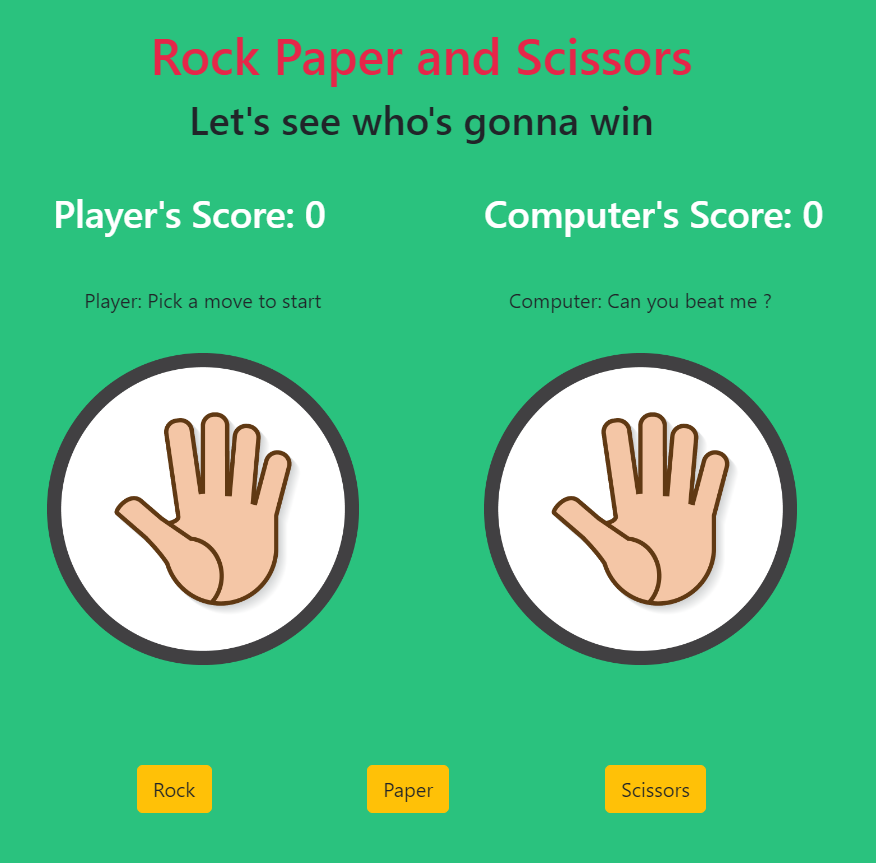 Rock Paper and Scissors
Let's see who's gonna win
Player's Score: 0
Computer's Score: 0
Player: Pick a move to start
Computer: Can you beat me ?
Rock
Paper
Scissors